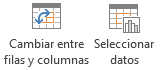 Cambiar entre
filas y columnas
Seleccionar
datos